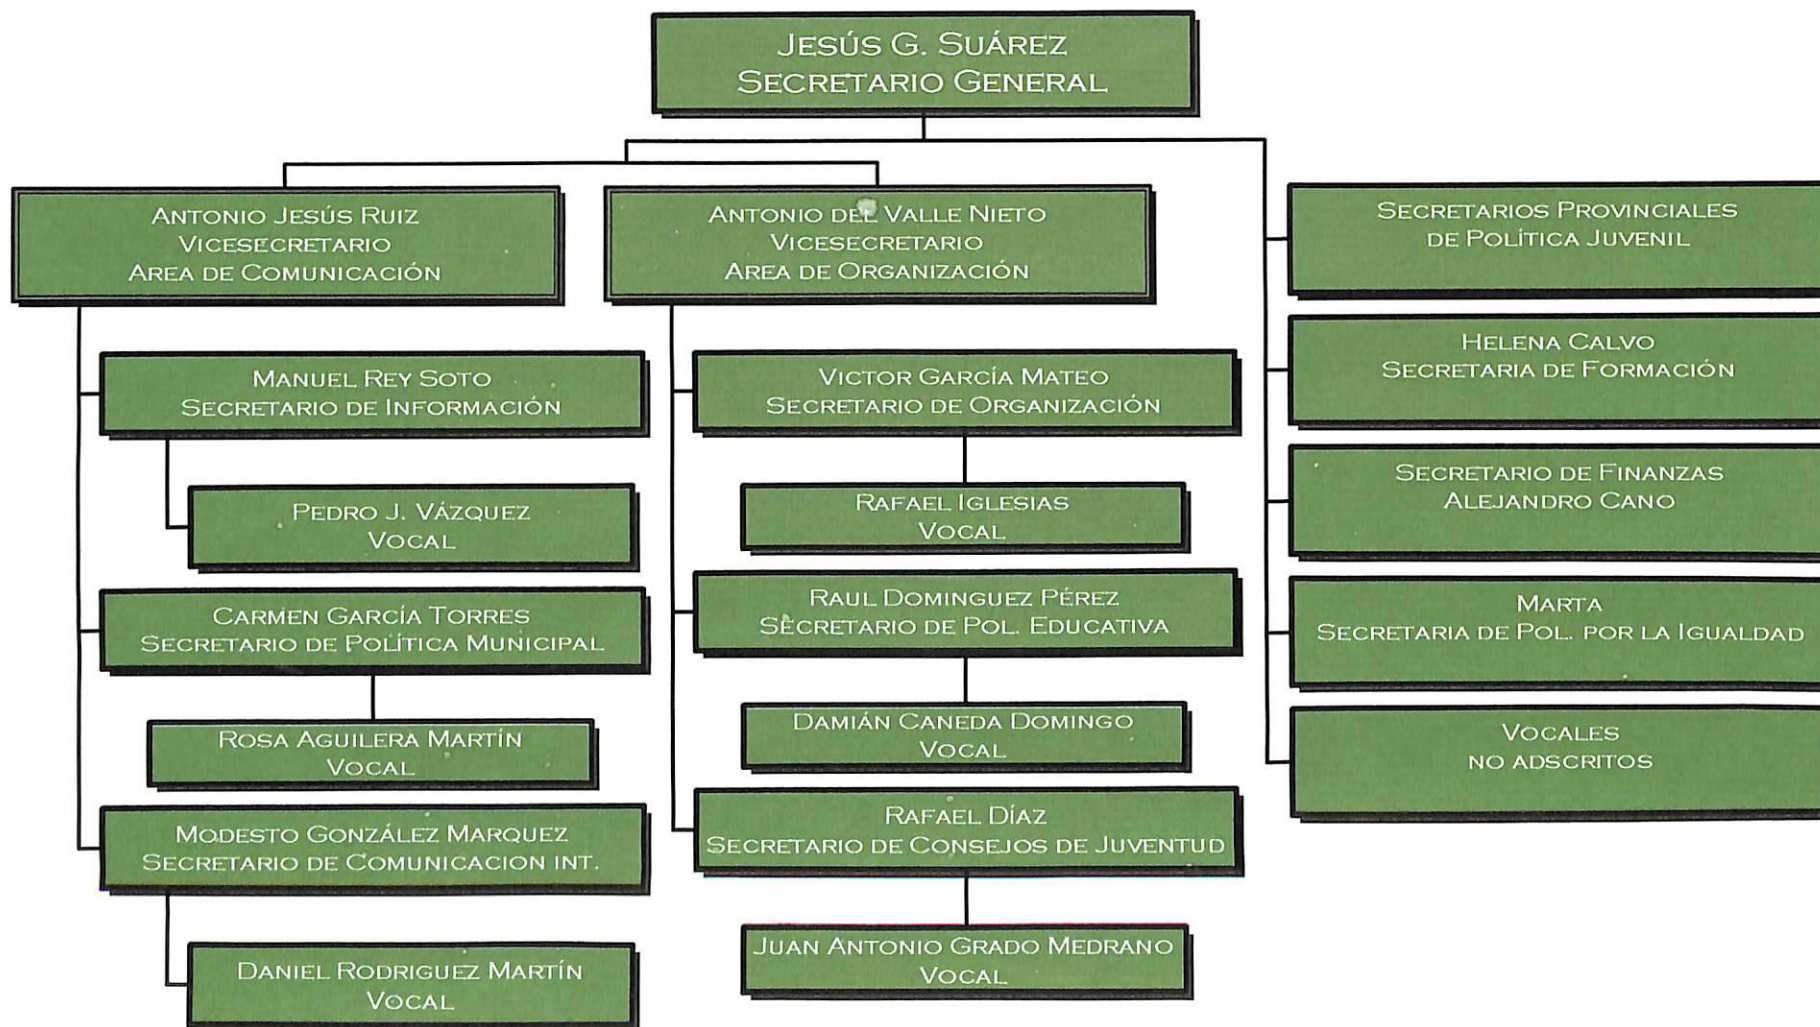 JESÚS G. SUÁREZ
SECRETARIO GENERAL
ANTONIO JESÚS RUIZ
VICESECRETARIO
AREA DE COMUNICACIÓN
MANUEL REY SOTO
SECRETARIO DE INFORMACIÓN
PEDRO J. VÁZQUEZ
VOCAL
CARMEN GARCÍA TORRES
SECRETARIO DE POLÍTICA MUNICIPAL
ROSA AGUILERA MARTÍN
VOCAL
MODESTO GONZÁLEZ MARQUEZ
SECRETARIO DE COMUNICACION INT.
DANIEL RODRIGUEZ MARTÍN
VOCAL
ANTONIO DEL VALLE NIETO
VICESECRETARIO
AREA DE ORGANIZACIÓN
VICTOR GARCÍA MATEO
SECRETARIO DE ORGANIZACIÓN
RAFAEL IGLESIAS
VOCAL
RAUL DOMINGUEZ PÉREZ
SECRETARIO DE POL. EDUCATIVA
DAMIÁN CANEDA DOMINGO
VOCAL
RAFAEL DÍAZ
SECRETARIO DE CONSEJOS DE JUVENTUD
JUAN ANTONIO GRADO MEDRANO
VOCAL
SECRETARIOS PROVINCIALES
DE POLÍTICA JUVENIL
HELENA CALVO
SECRETARIA DE FORMACIÓN
SECRETARIO DE FINANZAS
ALEJANDRO CANO
MARTA
SECRETARIA DE POL. POR LA IGUALDAD
VOCALES
NO ADSCRITOS